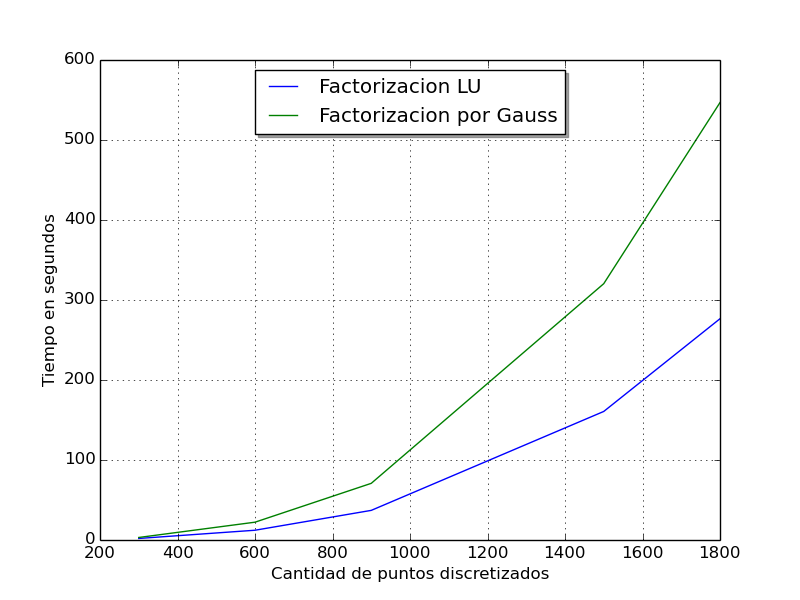 600
500
400
300
200
100
0
Tiempo en segundos
Factorizacion LU
Factorizacion por Gauss
200 400 600 800 1000 1200 1400 1600 1800
Cantidad de puntos discretizados